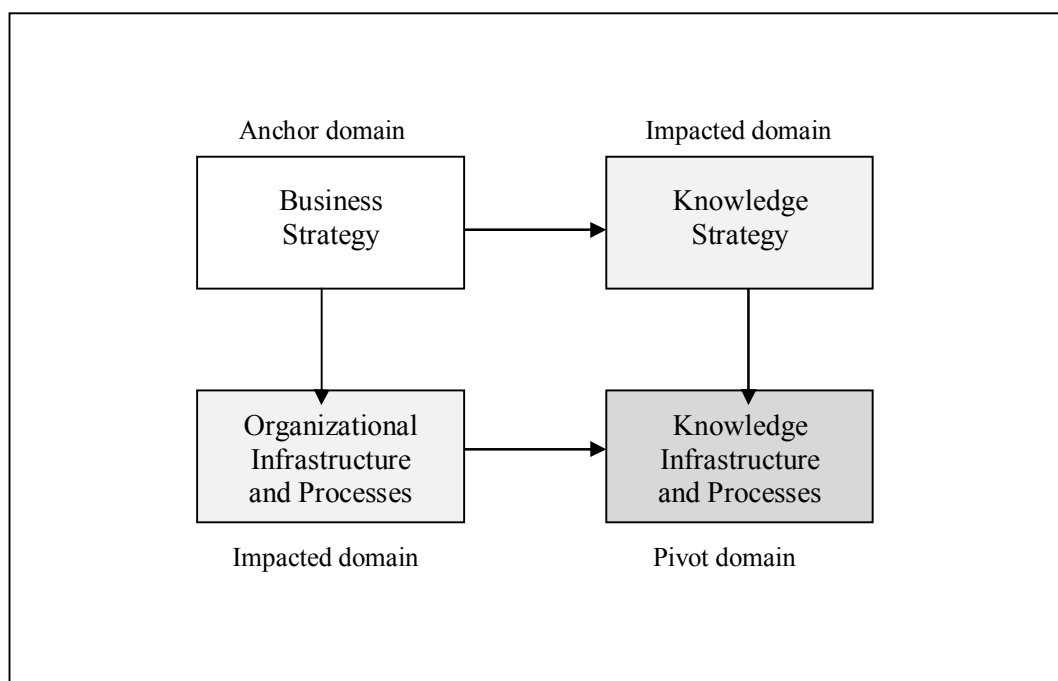 Anchor domain
Impacted domain
Business
Strategy
Knowledge
Strategy
Organizational
Infrastructure
and Processes
Knowledge
Infrastructure
and Processes
Impacted domain
Pivot domain